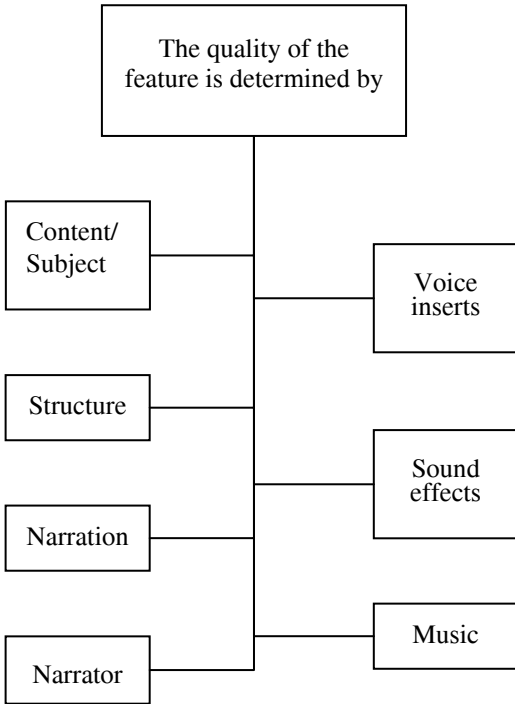 The quality of the
feature is determined by
Content/
Subject
Voice
inserts
Structure
Sound
effects
Narration
Music
Narrator